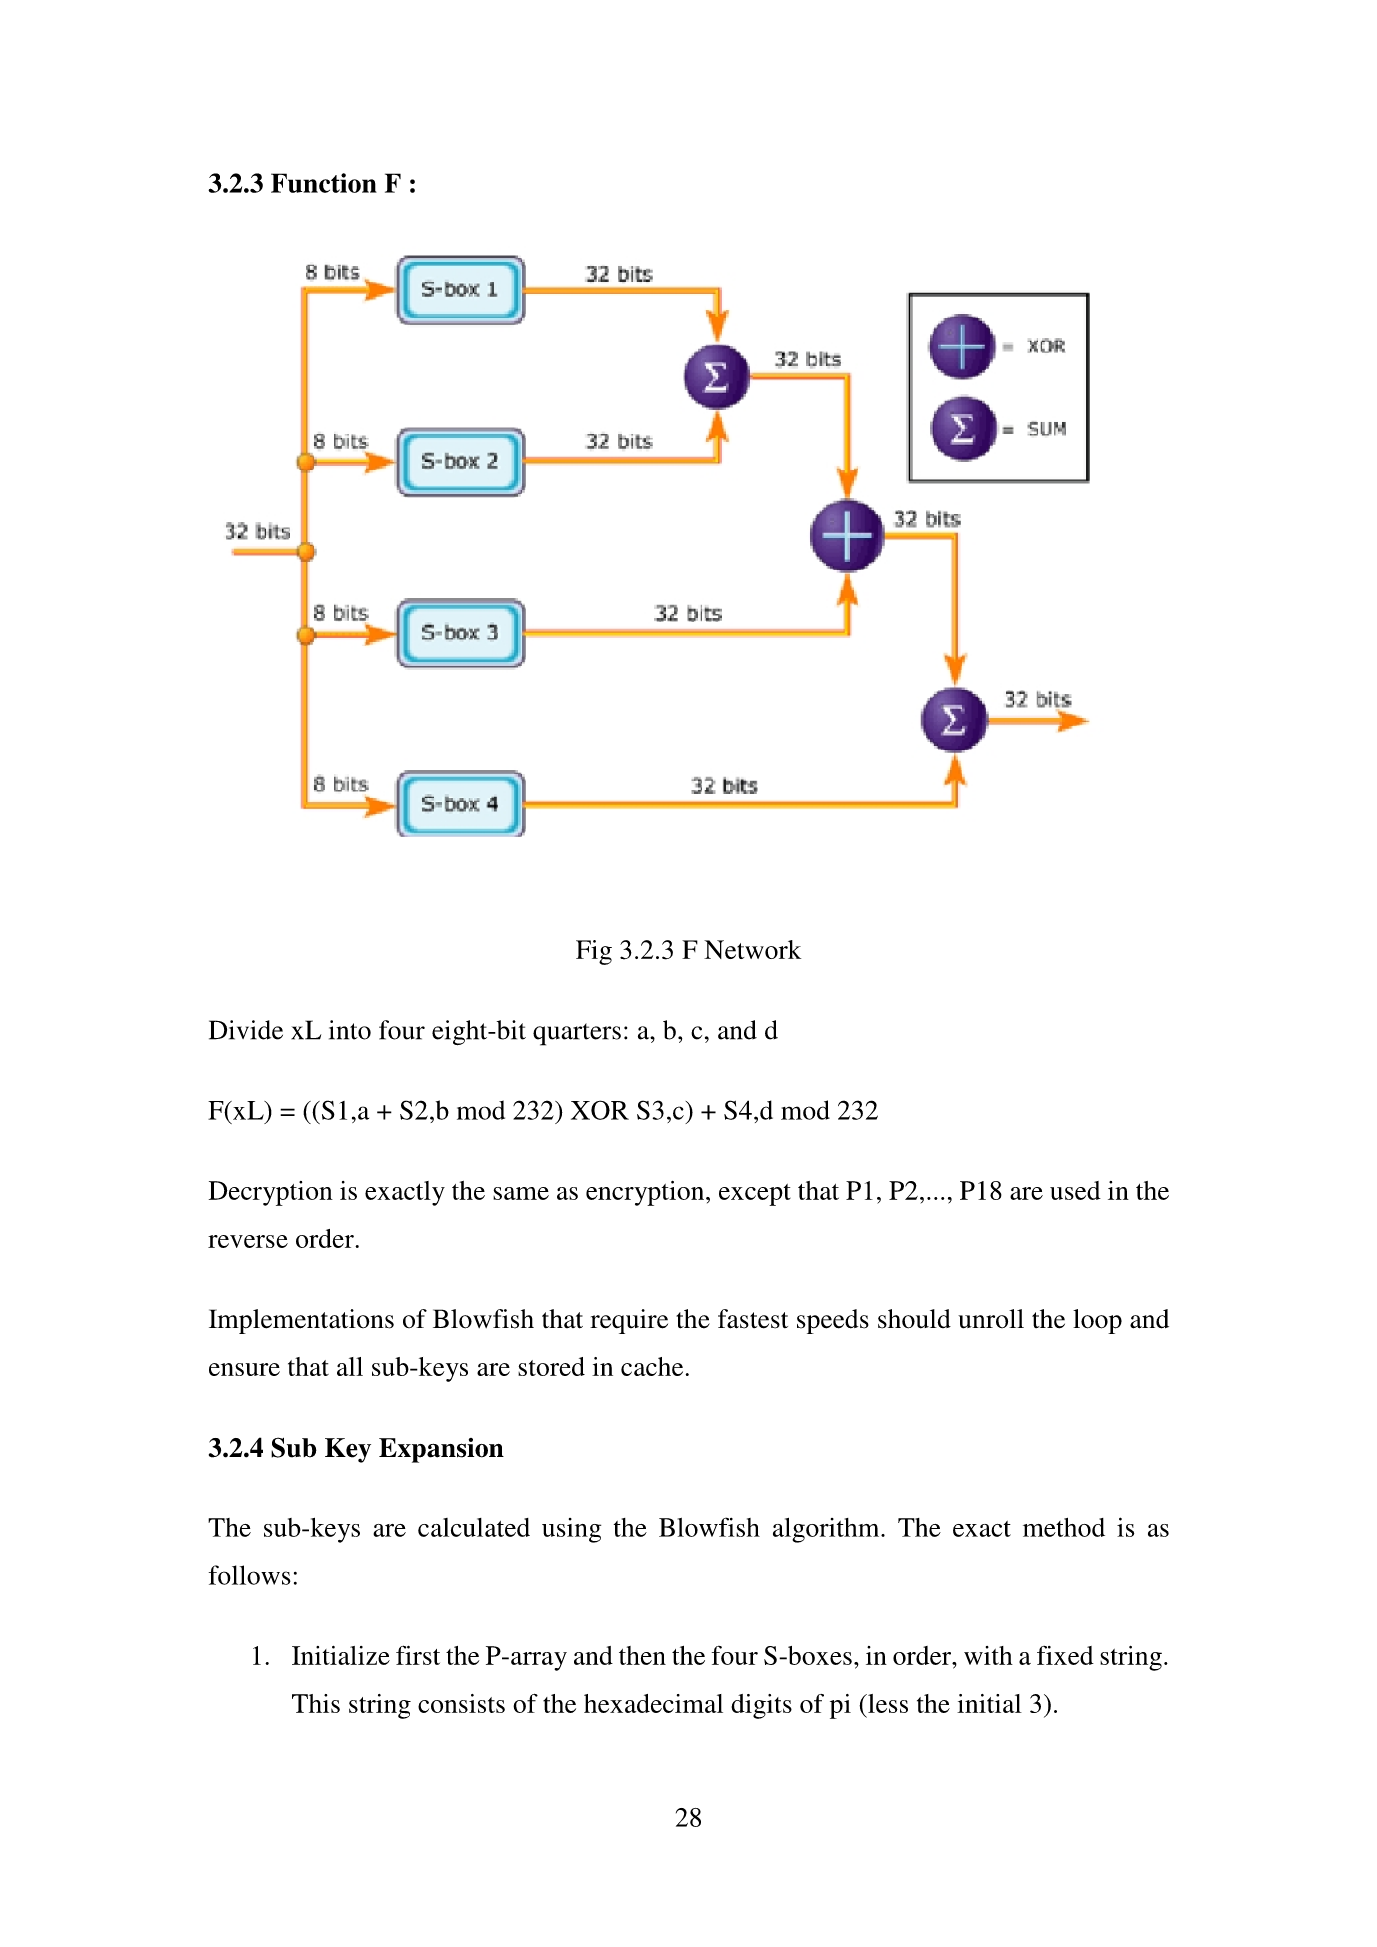 3.2.3 Function F :
8 bits
S-box 1
32 bits
= XOR
32 bits
Σ
Σ = SUM
8 bits
S-box 2
32 bits
32 bits
32 bits
8 bits
S-box 3
32 bits
Σ
32 bits
8 bits
S-box 4
32 bits
Fig 3.2.3 F Network
Divide xL into four eight-bit quarters: a, b, c, and d
F(xL) = ((S1,a + S2,b mod 232) XOR S3,c) + S4,d mod 232
Decryption is exactly the same as encryption, except that P1, P2,..., P18 are used in the
reverse order.
Implementations of Blowfish that require the fastest speeds should unroll the loop and
ensure that all sub-keys are stored in cache.
3.2.4 Sub Key Expansion
The sub-keys are calculated using the Blowfish algorithm. The exact method is as
follows:
1. Initialize first the P-array and then the four S-boxes, in order, with a fixed string.
This string consists of the hexadecimal digits of pi (less the initial 3).
28